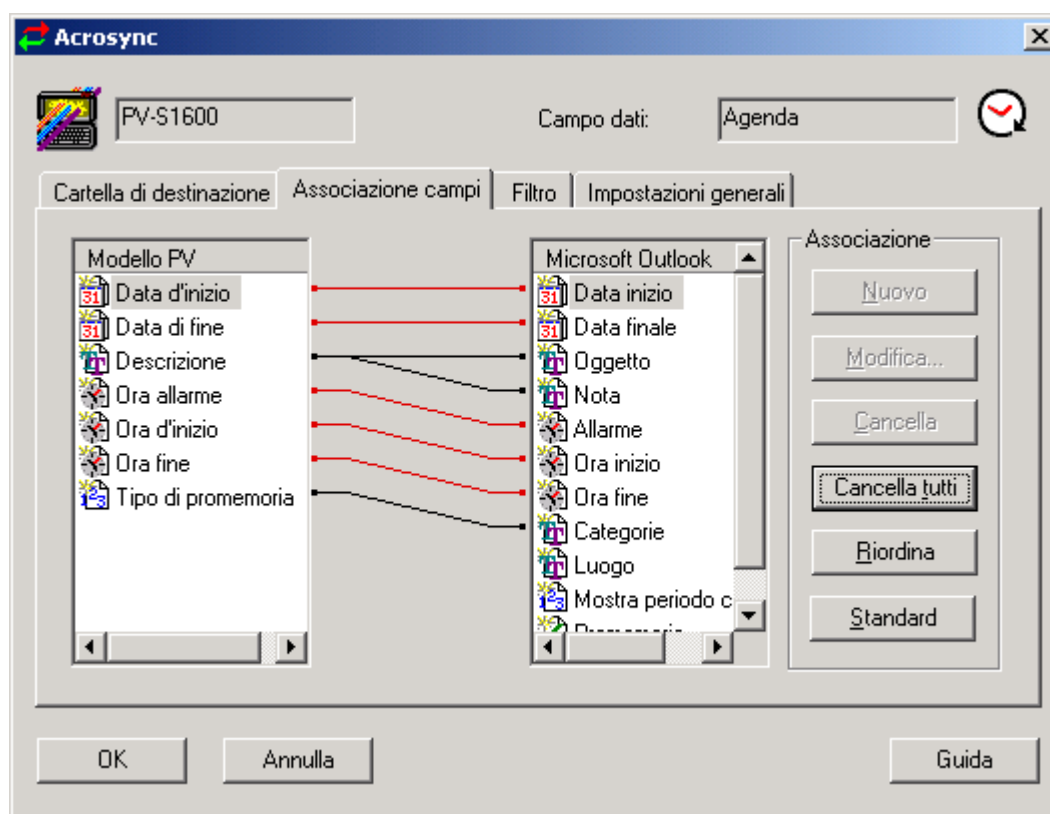 Acrosync
PV-S1600
Campo dati:
Agenda
Cartella di destinazione
Associazione campi
Filtro
Impostazioni generali
Modello PV
Data d'inizio
Data di fine
Descrizione
Ora allarme
Ora d'inizio
Ora fine
Tipo di promemoria
Microsoft Outlook
Data inizio
Data finale
Oggetto
Nota
Allarme
Ora inizio
Ora fine
Categorie
Luogo
Mostra periodo c
Associazione
Nuovo
Modifica...
Cancella
Cancella tutti
Riordina
Standard
OK
Annulla
Guida